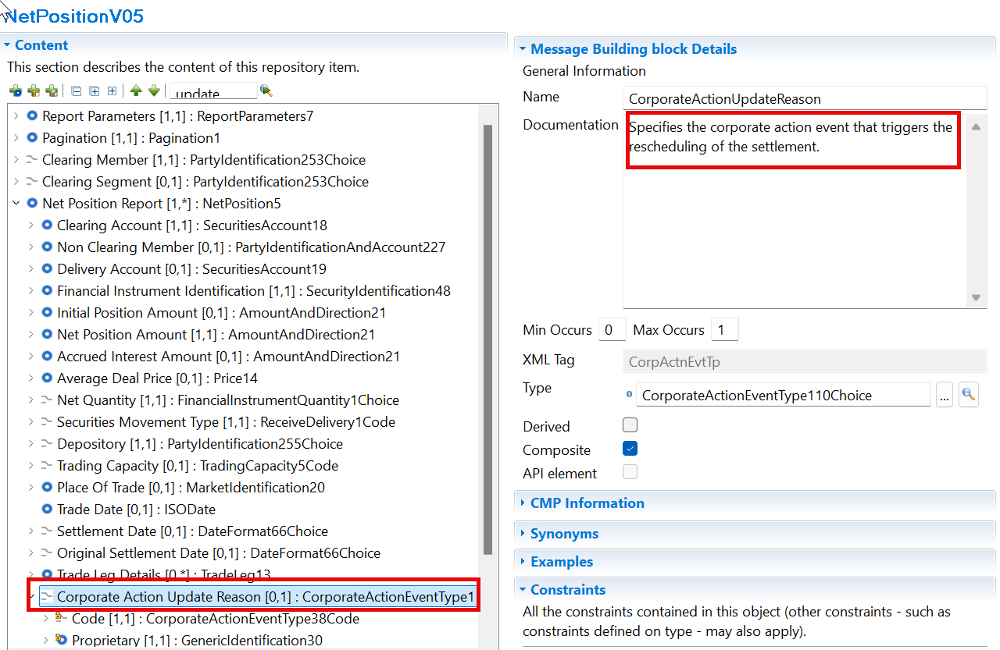 NetPositionV05
Content
This section describes the content of this repository item.
update
Report Parameters [1,1] : ReportParameters7
Pagination [1,1] : Pagination1
Clearing Member [1,1] : PartyIdentification253Choice
Clearing Segment [0,1] : PartyIdentification253Choice
Net Position Report [1,*] : NetPosition5
Clearing Account [1,1] : SecuritiesAccount18
Non Clearing Member [0,1] : PartyIdentificationAndAccount227
Delivery Account [0,1] : SecuritiesAccount19
Financial Instrument Identification [1,1] : SecurityIdentification48
Initial Position Amount [0,1] : AmountAndDirection21
Net Position Amount [1,1] : AmountAndDirection21
Accrued Interest Amount [0,1] : AmountAndDirection21
Average Deal Price [0,1] : Price14
Net Quantity [1,1] : FinancialInstrumentQuantity1Choice
Securities Movement Type [1,1] : ReceiveDelivery1Code
Depository [1,1] : PartyIdentification255Choice
Trading Capacity [0,1] : TradingCapacity5Code
Place Of Trade [0,1] : MarketIdentification20
Trade Date [0,1] : ISODate
Settlement Date [0,1] : DateFormat66Choice
Original Settlement Date [0,1] : DateFormat66Choice
Trade Leg Details [0,*] : TradeLeg13
Corporate Action Update Reason [0,1] : CorporateActionEventType1
Code [1,1] : CorporateActionEventType38Code
Proprietary [1,1] : GenericIdentification30
Message Building block Details
General Information
Name
CorporateActionUpdateReason
Documentation
Specifies the corporate action event that triggers the
rescheduling of the settlement.
Min Occurs 0 Max Occurs 1
XML Tag
CorpActnEvtTp
Type
CorporateActionEventType110Choice
...
Derived
Composite
API element
CMP Information
Synonyms
Examples
Constraints
All the constraints contained in this object (other constraints - such as
constraints defined on type - may also apply).